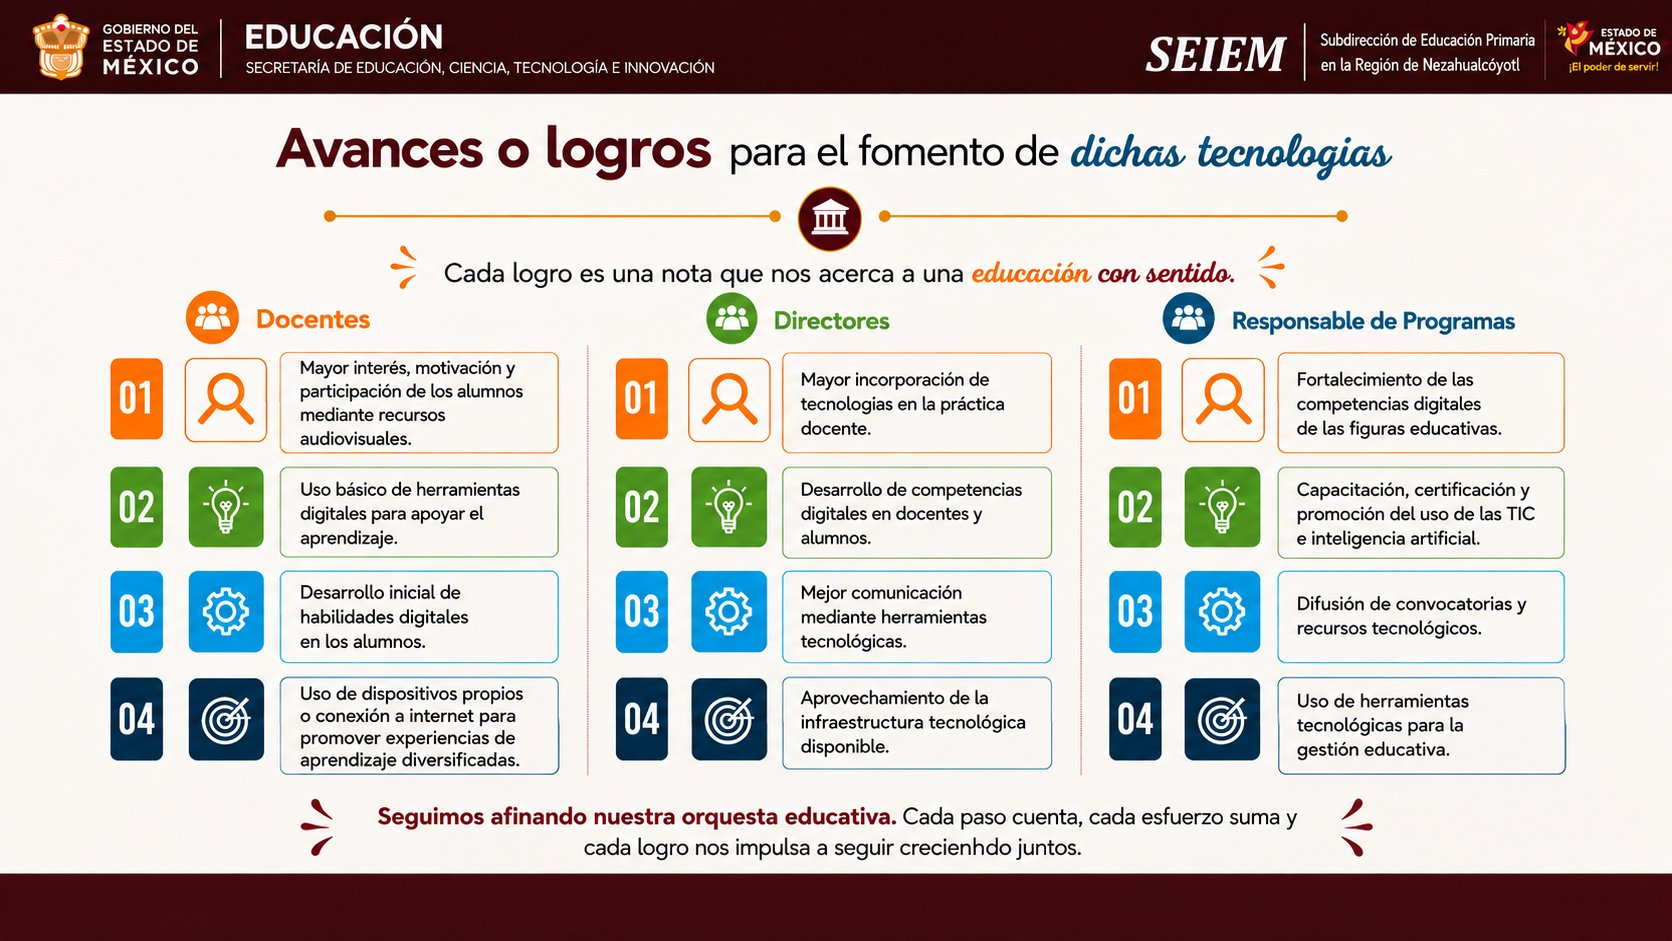 GOBIERNO DEL
ESTADO DE
MÉXICO
EDUCACIÓN
SECRETARÍA DE EDUCACIÓN, CIENCIA, TECNOLOGÍA E INNOVACIÓN
SEIEM
Subdirección de Educación Primaria
en la Región de Nezahualcóyotl
ESTADO DE
MÉXICO
¡El poder de servir!
Avances o logros para el fomento de dichas tecnologias
Cada logro es una nota que nos acerca a una educación con sentido.
Docentes
01
Mayor interés, motivación y
participación de los alumnos
mediante recursos
audiovisuales.
02
Uso básico de herramientas
digitales para apoyar el
aprendizaje.
03
Desarrollo inicial de
habilidades digitales
en los alumnos.
04
Uso de dispositivos propios
o conexión a internet para
promover experiencias de
aprendizaje diversificadas.
Directores
01
Mayor incorporación de
tecnologias en la práctica
docente.
02
Desarrollo de competencias
digitales en docentes y
alumnos.
03
Mejor comunicación
mediante herramientas
tecnológicas.
04
Aprovechamiento de la
infraestructura tecnológica
disponible.
Responsable de Programas
01
Fortalecimiento de las
competencias digitales
de las figuras educativas.
02
Capacitación, certificación y
promoción del uso de las TIC
e inteligencia artificial.
03
Difusión de convocatorias y
recursos tecnológicos.
04
Uso de herramientas
tecnológicas para la
gestión educativa.
Seguimos afinando nuestra orquesta educativa. Cada paso cuenta, cada esfuerzo suma y
cada logro nos impulsa a seguir crecienhdo juntos.